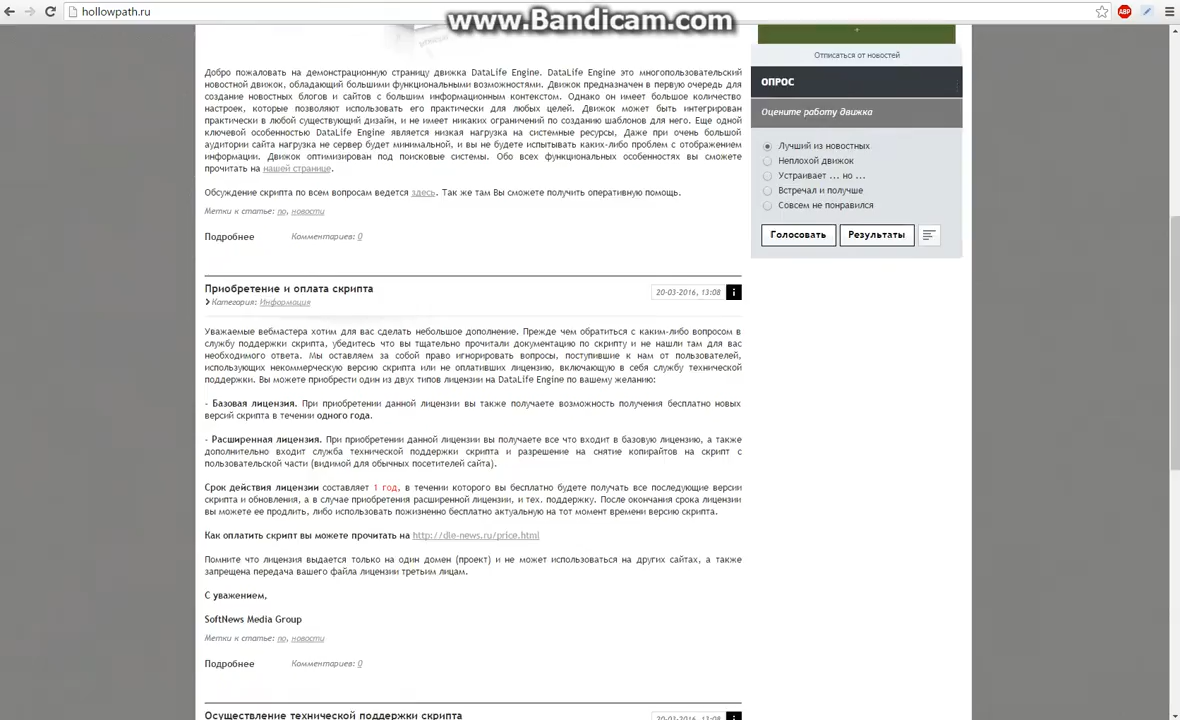 hollowpath.ru
www.Bandicam.com
ABP
Добро пожаловать на демонстрационную страницу движка DataLife Engine. DataLife Engine это многопользовательский
новостной движок, обладающий большими функциональными возможностями. Движок предназначен в первую очередь для
создание новостных блогов и сайтов с большим информационным контекстом. Однако он имеет большое количество
настроек, которые позволяют использовать его практически для любых целей. Движок может быть интегрирован
практически в любой существующий дизайн, и не имеет никаких ограничений по созданию шаблонов для него. Еще одной
ключевой особенностью DataLife Engine является низкая нагрузка на системные ресурсы, Даже при очень большой
аудитории сайта нагрузка не сервер будет минимальной, и вы не будете испытывать каких-либо проблем с отображением
информации. Движок оптимизирован под поисковые системы. Обо всех функциональных особенностях вы сможете
прочитать на нашей странице.
Обсуждение скрипта по всем вопросам ведется здесь. Так же там Вы сможете получить оперативную помощь.
Метки к статье: по, новости
Подробнее Комментариев: 0
Приобретение и оплата скрипта
20-03-2016, 13:08 i
Категория: Информация
Уважаемые вебмастера хотим для вас сделать небольшое дополнение. Прежде чем обратиться с каким-либо вопросом в
службу поддержки скрипта, убедитесь что вы тщательно прочитали документацию по скрипту и не нашли там для вас
необходимого ответа. Мы оставляем за собой право игнорировать вопросы, поступившие к нам от пользователей,
использующих некоммерческую версию скрипта или не оплативших лицензию, включающую в себя службу технической
поддержки. Вы можете приобрести один из двух типов лицензии на DataLife Engine по вашему желанию:
- Базовая лицензия. При приобретении данной лицензии вы также получаете возможность получения бесплатно новых
версий скрипта в течении одного года.
- Расширенная лицензия. При приобретении данной лицензии вы получаете все что входит в базовую лицензию, а также
дополнительно входит служба технической поддержки скрипта и разрешение на снятие копирайтов на скрипт с
пользовательской части (видимой для обычных посетителей сайта).
Срок действия лицензии составляет 1 год, в течении которого вы бесплатно будете получать все последующие версии
скрипта и обновления, а в случае приобретения расширенной лицензии, и тех. поддержку. После окончания срока лицензии
вы можете ее продлить, либо использовать пожизненно бесплатно актуальную на тот момент времени версию скрипта.
Как оплатить скрипт вы можете прочитать на http://dle-news.ru/price.html
Помните что лицензия выдается только на один домен (проект) и не может использоваться на других сайтах, а также
запрещена передача вашего файла лицензии третьим лицам.
С уважением,
SoftNews Media Group
Метки к статье: по, новости
Подробнее Комментариев: 0
Осуществление технической поддержки скрипта
20-03-2016, 13:08 i
+
Отписаться от новостей
ОПРОС
Оцените работу движка
Лучший из новостных
Неплохой движок
Устраивает ... но ...
Встречал и получше
Совсем не понравился
Голосовать Результаты